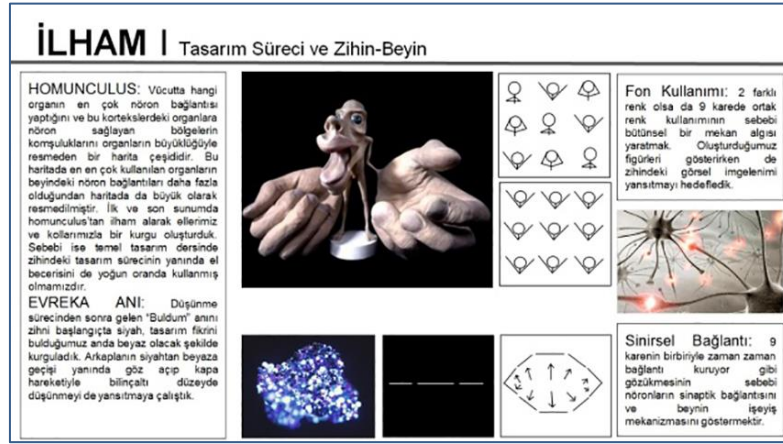 İLHAM | Tasarım Süreci ve Zihin-Beyin
HOMUNCULUS: Vücutta hangi
organın en çok nöron bağlantısı
yaptığını ve bu kortekslerdeki organlara
nöron sağlayan bölgelerin
komşuluklarını organların büyüklüğüyle
resmeden bir harita çeşididir. Bu
haritada en en çok kullanılan organların
beyindeki nöron bağlantıları daha fazla
olduğundan haritada da büyük olarak
resmedilmiştir. İlk ve son sunumda
homunculus'tan ilham alarak ellerimiz
ve kollarımızla bir kurgu oluşturduk.
Sebebi ise temel tasarım dersinde
zihindeki tasarım sürecinin yanında el
becerisini de yoğun oranda kullanmış
olmamızdır.
EVREKA ANI: Düşünme
sürecinden sonra gelen "Buldum" anını
zihni başlangıçta siyah, tasarım fikrini
bulduğumuz anda beyaz olacak şekilde
kurguladık. Arkaplanın siyahtan beyaza
geçişi yanında göz açıp kapa
hareketiyle bilinçaltı düzeyde
düşünmeyi de yansıtmaya çalıştık.
Fon Kullanımı: 2 farklı
renk olsa da 9 karede ortak
renk kullanımının sebebi
bütünsel bir mekan algısı
yaratmak. Oluşturduğumuz
figürleri gösterirken de
zihindeki görsel imgelenimi
yansıtmayı hedefledik.
Sinirsel Bağlantı: 9
karenin birbiriyle zaman zaman
bağlantı kuruyor gibi
gözükmesinin sebebi
nöronların sinaptik bağlantısını
ve beynin işeyiş
mekanizmasını göstermektir.